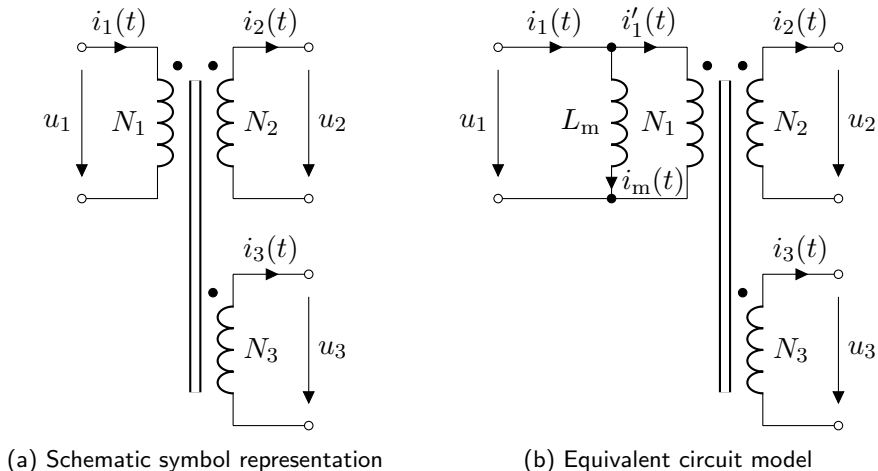 i₁(t)
i₂(t)
u₁
N₁
N₂
u₂
i₃(t)
N₃
u₃
(a) Schematic symbol representation
i₁(t)
i′₁(t)
i₂(t)
u₁
Lₘ
N₁
N₂
u₂
iₘ(t)
i₃(t)
N₃
u₃
(b) Equivalent circuit model